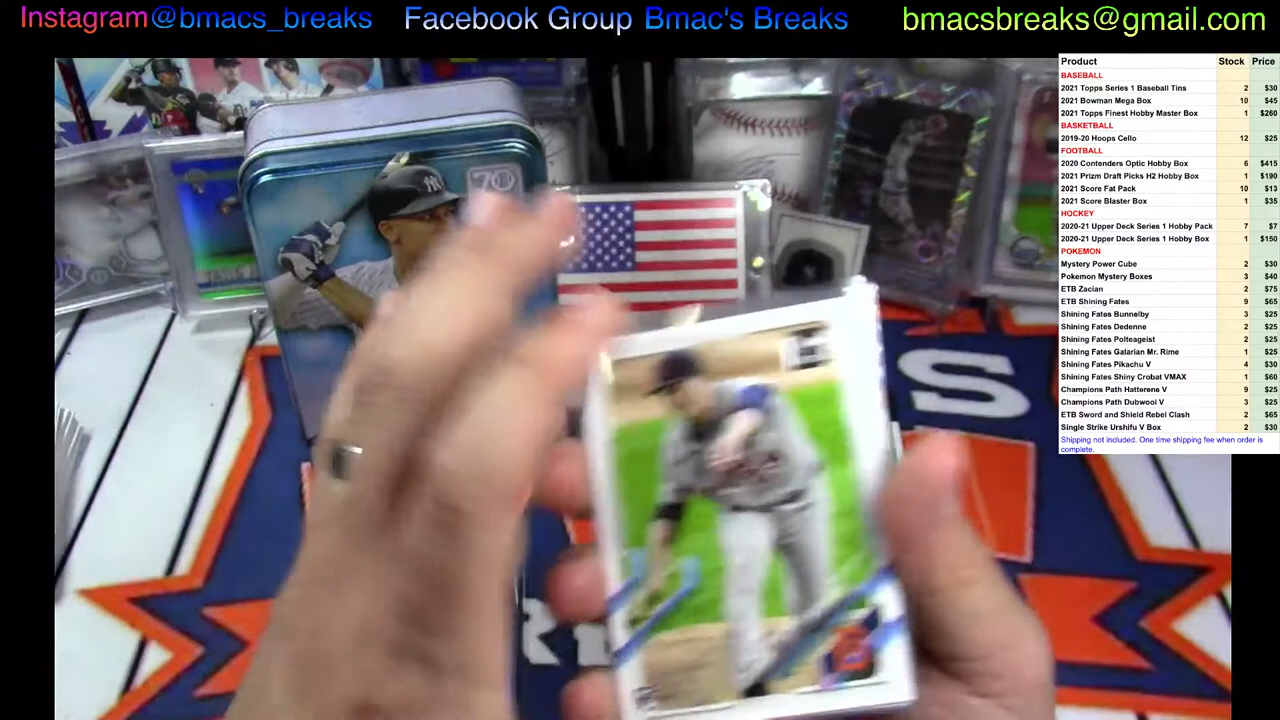 Instagram@bmacs_breaks Facebook Group Bmac's Breaks bmacsbreaks@gmail.com
Product Stock Price
BASEBALL
2021 Topps Series 1 Baseball Tins 2 $30
2021 Bowman Mega Box 10 $45
2021 Topps Finest Hobby Master Box 1 $260
BASKETBALL
2019-20 Hoops Cello 12 $25
FOOTBALL
2020 Contenders Optic Hobby Box 6 $415
2021 Prizm Draft Picks H2 Hobby Box 1 $190
2021 Score Fat Pack 10 $13
2021 Score Blaster Box 1 $35
HOCKEY
2020-21 Upper Deck Series 1 Hobby Pack 7 $7
2020-21 Upper Deck Series 1 Hobby Box 1 $150
POKEMON
Mystery Power Cube 2 $30
Pokemon Mystery Boxes 3 $40
ETB Zacian 2 $75
ETB Shining Fates 9 $65
Shining Fates Bunnelby 3 $25
Shining Fates Dedenne 2 $25
Shining Fates Polteageist 2 $25
Shining Fates Galarian Mr. Rime 1 $25
Shining Fates Pikachu V 4 $30
Shining Fates Shiny Crobat VMAX 1 $60
Champions Path Hatterene V 9 $25
Champions Path Dubwool V 3 $25
ETB Sword and Shield Rebel Clash 2 $65
Single Strike Urshifu V Box 2 $30
Shipping not included. One time shipping fee when order is
complete.
70
S